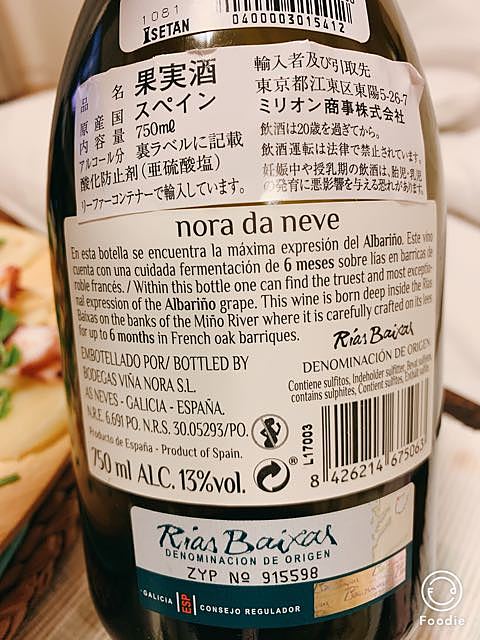 1081
ISETAN
0400003015412
品 名 果実酒
原産国 スペイン
内容量 750mℓ
アルコール分 裏ラベルに記載
酸化防止剤(亜硫酸塩)
リーファーコンテナーで輸入しています。
輸入者及び引取先
東京都江東区東陽5-26-7
ミリオン商事株式会社
飲酒は20歳を過ぎてから。
飲酒運転は法律で禁止されています。
妊娠中や授乳期の飲酒は、胎児・乳児
の発育に悪影響を与える恐れがあります。
nora da neve
En esta botella se encuentra la máxima expresión del Albariño. Este vino
cuenta con una cuidada fermentación de 6 meses sobre lías en barricas de
roble francés. / Within this bottle one can find the truest and most exceptio-
nal expression of the Albariño grape. This wine is born deep inside the Rías
Baixas on the banks of the Miño River where it is carefully crafted on its lees
for up to 6 months in French oak barriques.
EMBOTELLADO POR/ BOTTLED BY
BODEGAS VIÑA NORA S.L.
AS NEVES - GALICIA - ESPAÑA.
N.R.E. 6.691 PO. N.R.S. 30.05293/PO.
Producto de España - Product of Spain.
750 ml ALC. 13%vol.
Rías Baixas
DENOMINACIÓN DE ORIGEN
Contiene sulfitos, Indeholder sulfitter, Bevat sulfieten,
contains sulphites, Contient sulfites, Enthält sulfit.
L17003
8 426214 675063
Rías Baixas
DENOMINACIÓN DE ORIGEN
ZYP Nº 915598
GALICIA ESP CONSEJO REGULADOR
Foodie